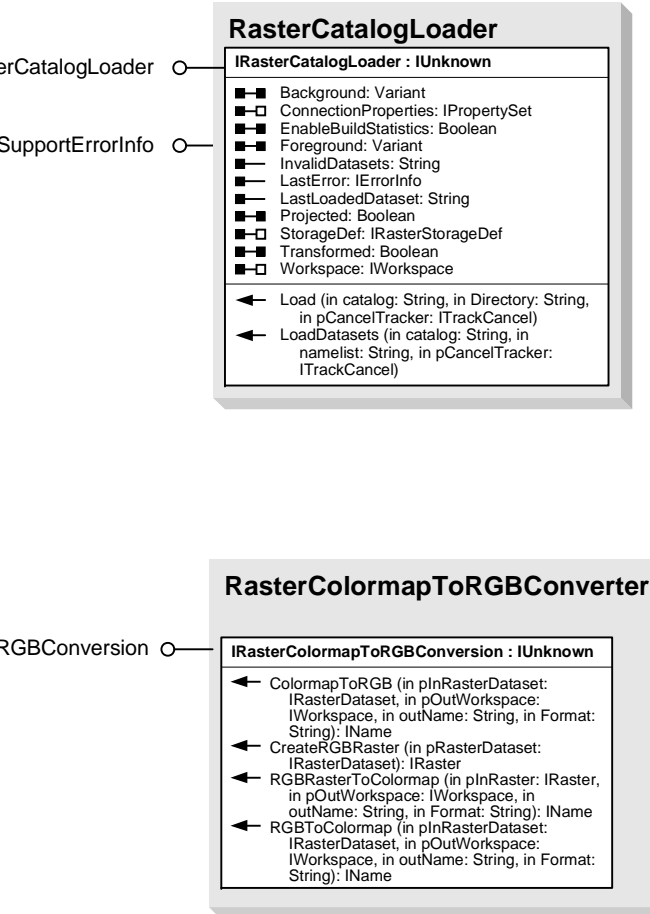 RasterCatalogLoader
erCatalogLoader
IRasterCatalogLoader : IUnknown
Background: Variant
ConnectionProperties: IPropertySet
EnableBuildStatistics: Boolean
Foreground: Variant
InvalidDatasets: String
LastError: IErrorInfo
LastLoadedDataset: String
Projected: Boolean
StorageDef: IRasterStorageDef
Transformed: Boolean
Workspace: IWorkspace
SupportErrorInfo
Load (in catalog: String, in Directory: String,
in pCancelTracker: ITrackCancel)
LoadDatasets (in catalog: String, in
namelist: String, in pCancelTracker:
ITrackCancel)
RasterColormapToRGBConverter
RGBConversion
IRasterColormapToRGBConversion : IUnknown
ColormapToRGB (in pInRasterDataset:
IRasterDataset, in pOutWorkspace:
IWorkspace, in outName: String, in Format:
String): IName
CreateRGBRaster (in pRasterDataset:
IRasterDataset): IRaster
RGBRasterToColormap (in pInRaster: IRaster,
in pOutWorkspace: IWorkspace, in
outName: String, in Format: String): IName
RGBToColormap (in pInRasterDataset:
IRasterDataset, in pOutWorkspace:
IWorkspace, in outName: String, in Format:
String): IName